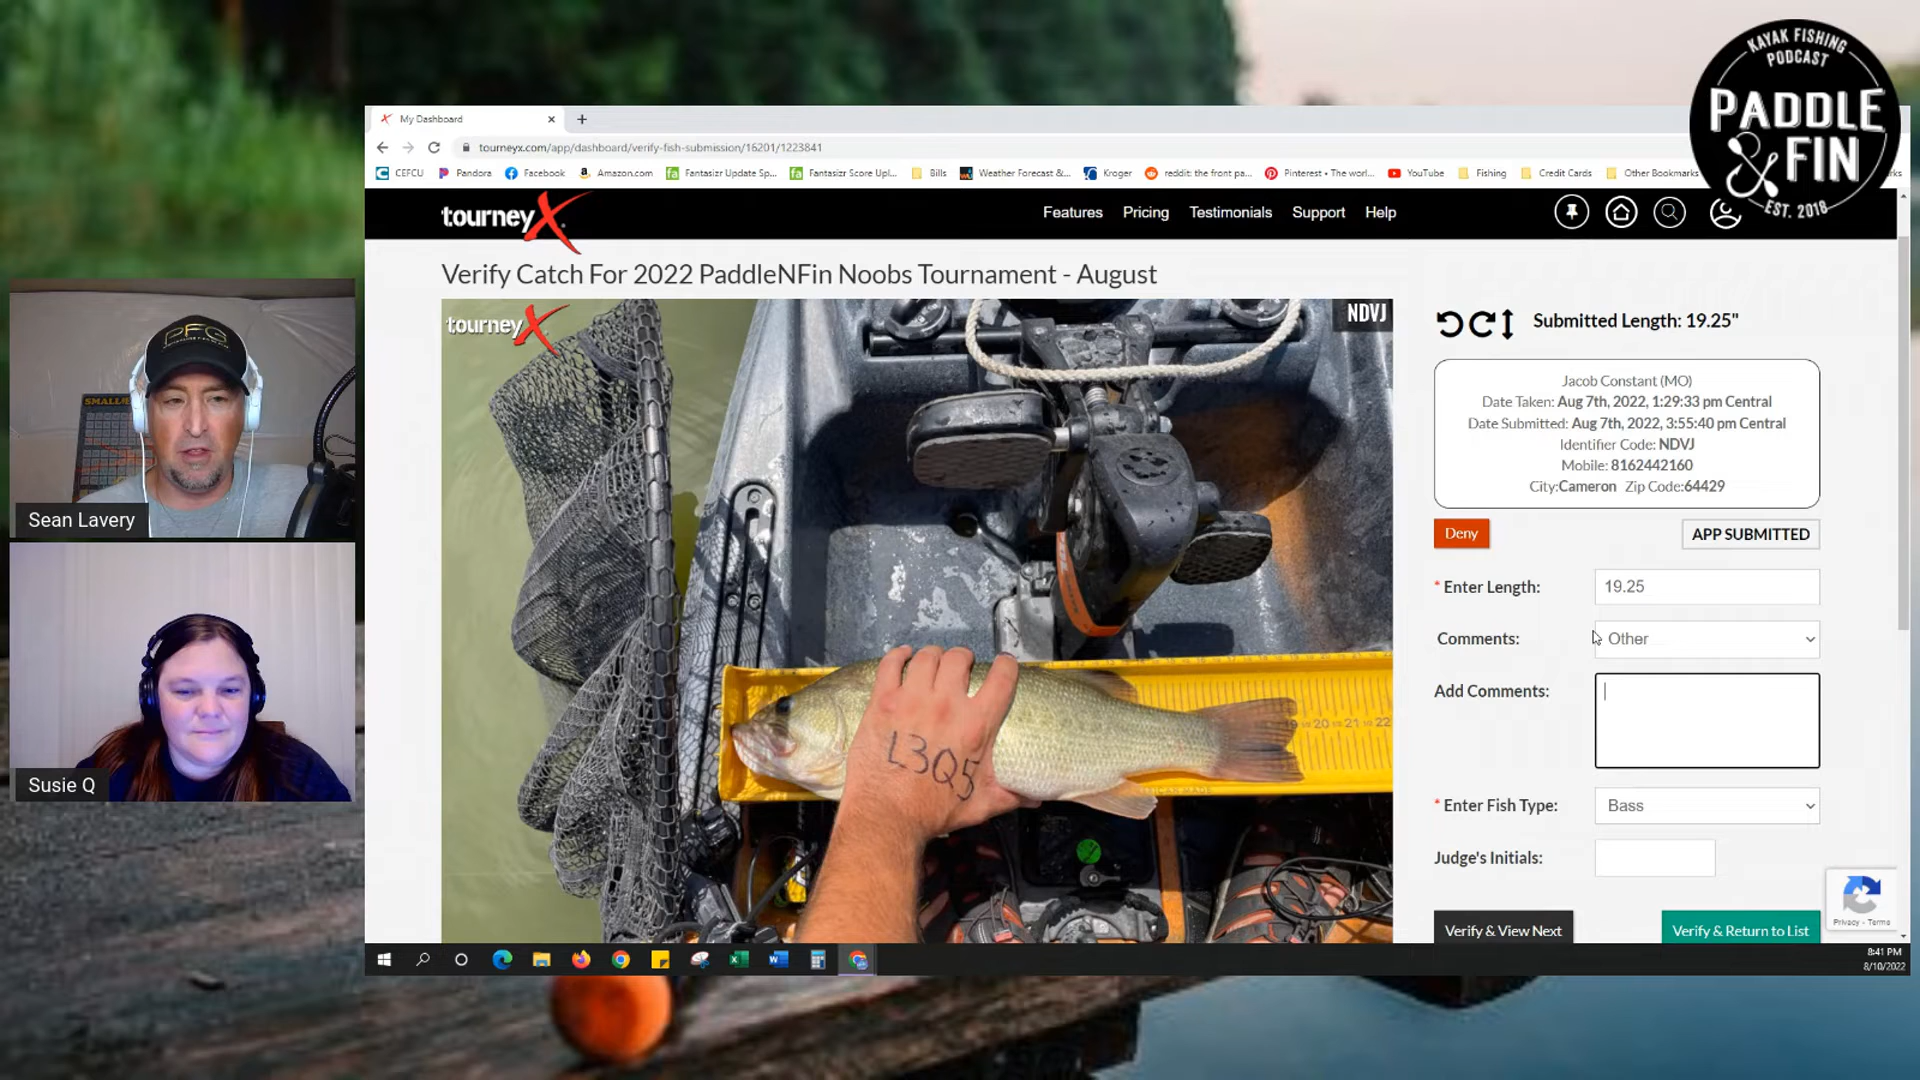 KAYAK FISHING
PODCAST
PADDLE
& FIN
EST. 2018
My Dashboard
tourneyx.com/app/dashboard/verify-fish-submission/16201/1223841
CEFCU Pandora Facebook Amazon.com Fantasizr Update Sp... Fantasizr Score Upl... Bills Weather Forecast &... Kroger reddit: the front pa... Pinterest • The worl... YouTube Fishing Credit Cards Other Bookmarks
tourneyX
Features Pricing Testimonials Support Help
Verify Catch For 2022 PaddleNFin Noobs Tournament - August
tourneyX
NDVJ
Submitted Length: 19.25"
Jacob Constant (MO)
Date Taken: Aug 7th, 2022, 1:29:33 pm Central
Date Submitted: Aug 7th, 2022, 3:55:40 pm Central
Identifier Code: NDVJ
Mobile: 8162442160
City:Cameron Zip Code:64429
Deny
APP SUBMITTED
* Enter Length: 19.25
Comments: Other
Add Comments:
* Enter Fish Type: Bass
Judge's Initials:
Verify & View Next
Verify & Return to List
Privacy - Terms
L3Q5
20 21 22
PFG
SMALL
Sean Lavery
Susie Q
8:41 PM
8/10/2022